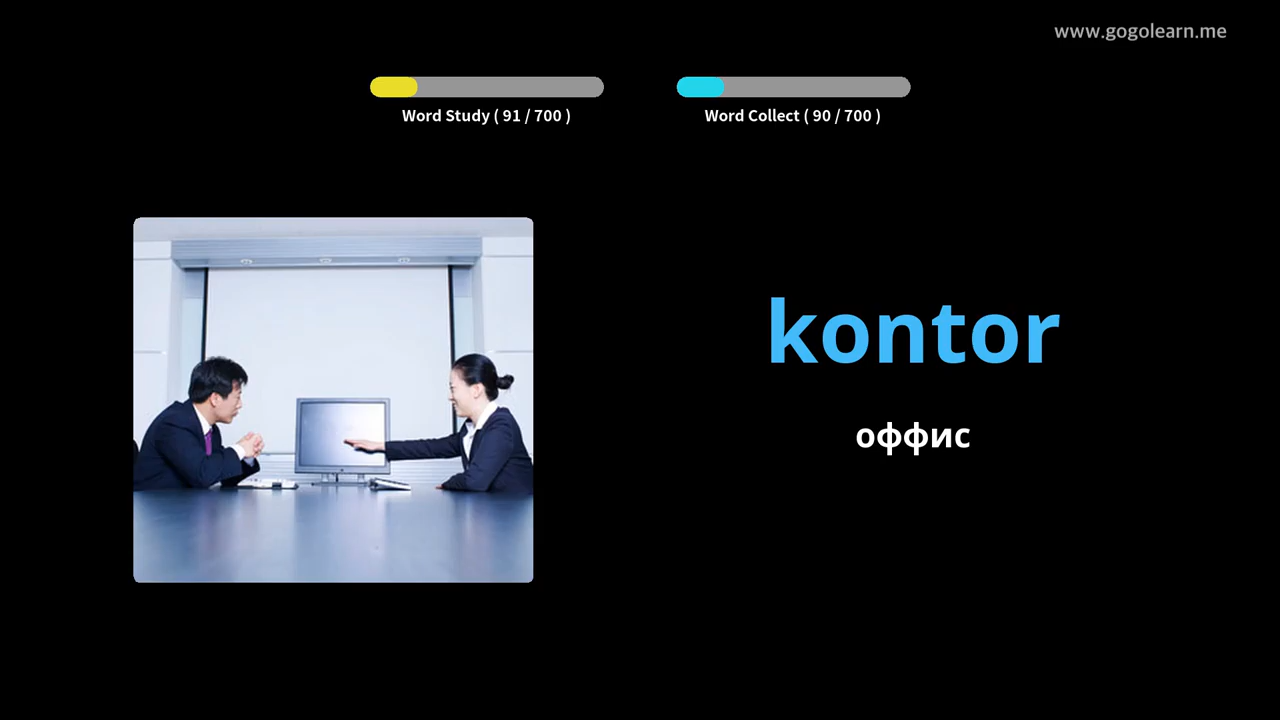 www.gogolearn.me
Word Study ( 91 / 700 )
Word Collect ( 90 / 700 )
kontor
оффис